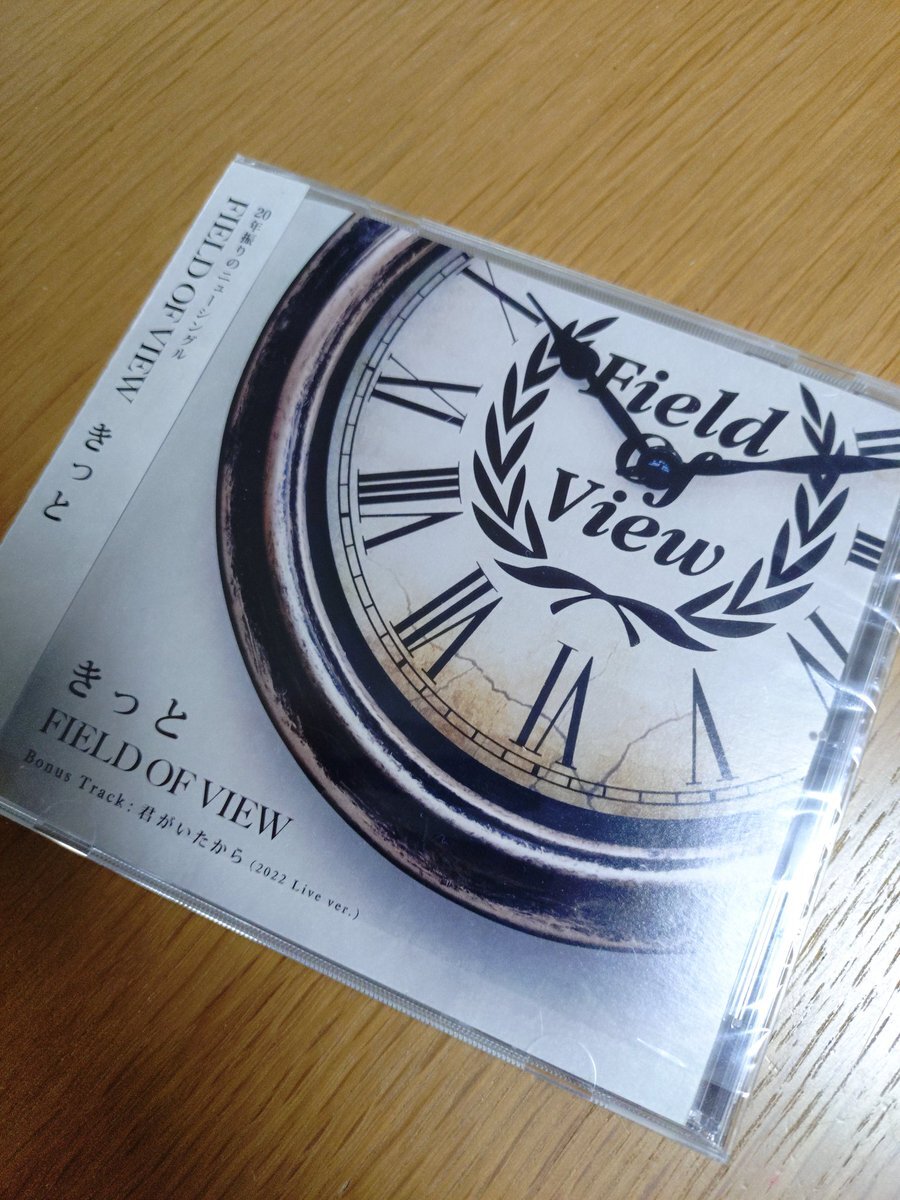 20年振りのニューシングル
FIELD OF VIEW きっと
Field
of
View
きっと
FIELD OF VIEW
Bonus Track: 君がいたから (2022 Live ver.)